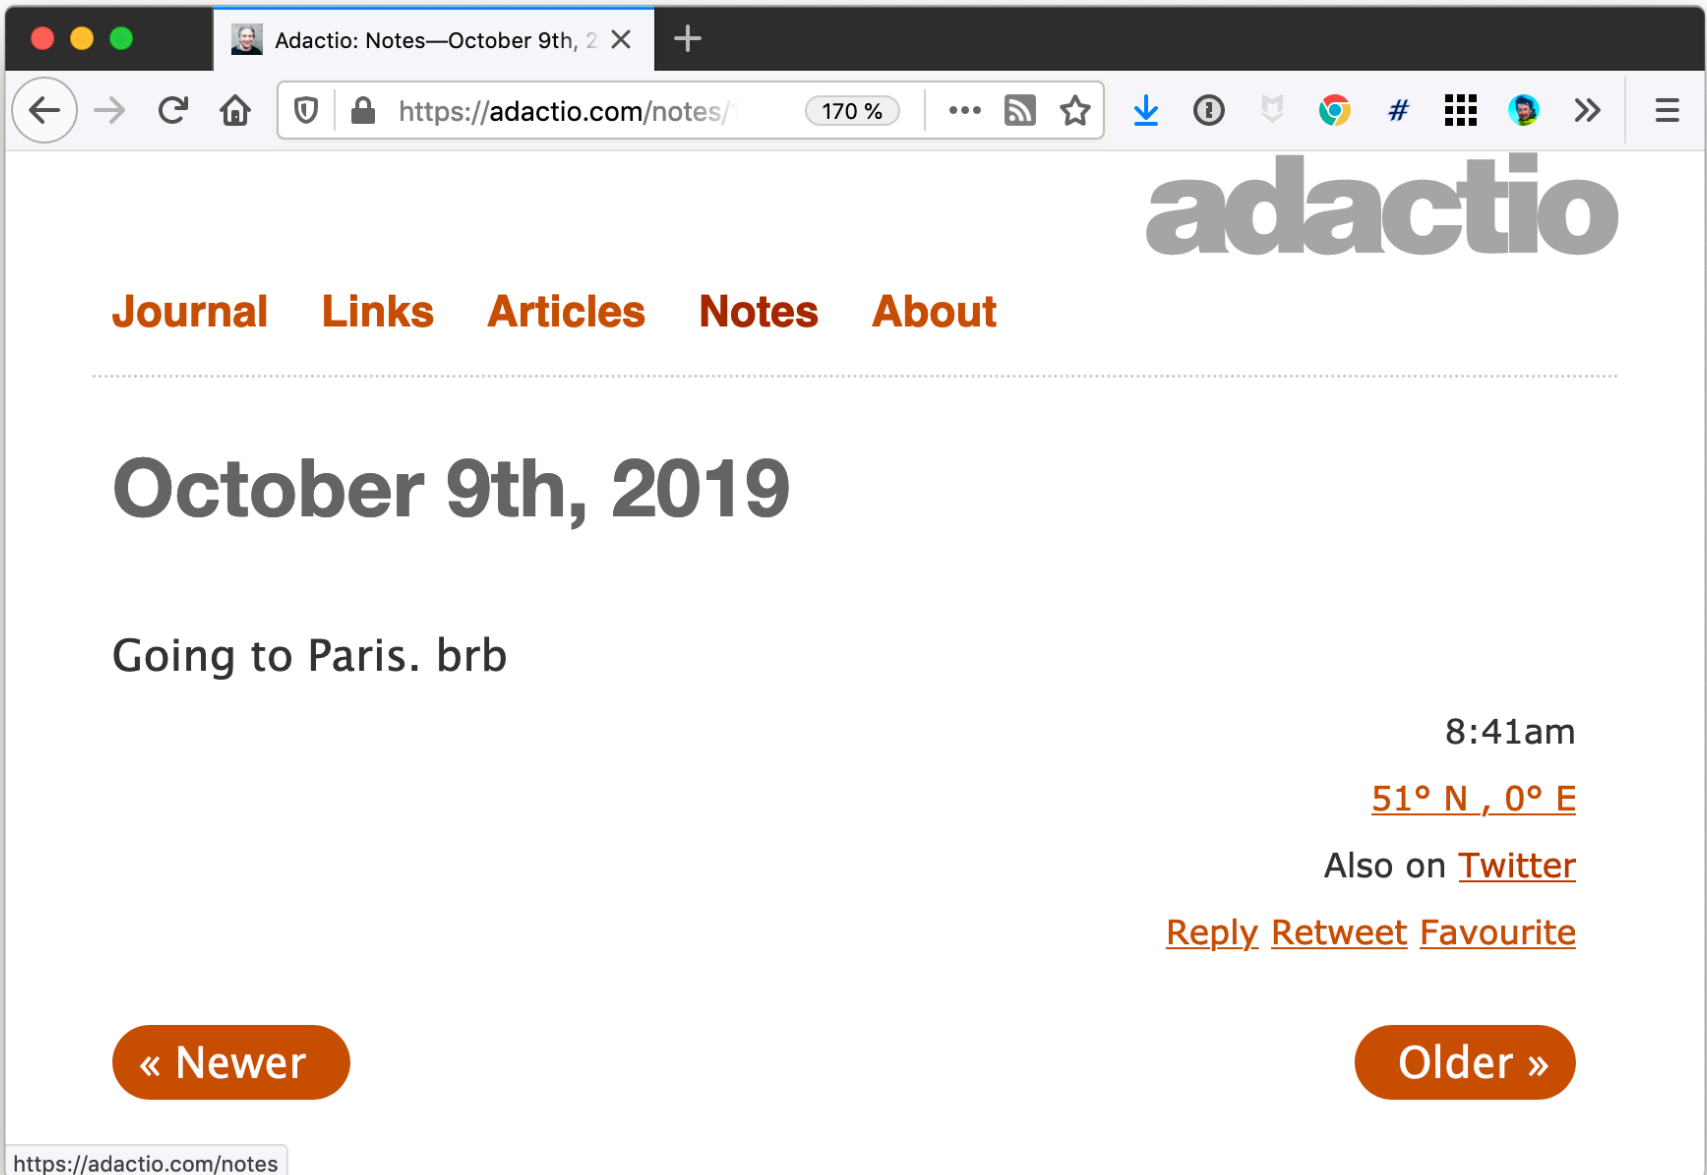 Adactio: Notes—October 9th, 2
https://adactio.com/notes/
170 %
#
adactio
Journal Links Articles Notes About
October 9th, 2019
Going to Paris. brb
8:41am
51° N , 0° E
Also on Twitter
Reply Retweet Favourite
« Newer
Older »
https://adactio.com/notes